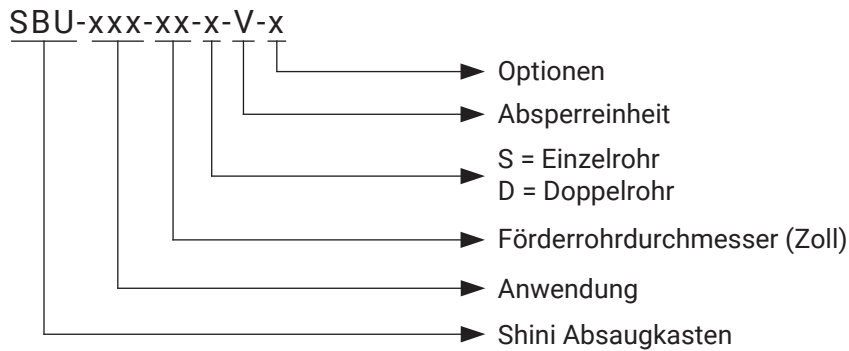 SBU-xxx-xx-x-V-x
Optionen
Absperreinheit
S = Einzelrohr
D = Doppelrohr
Förderrohrdurchmesser (Zoll)
Anwendung
Shini Absaugkasten